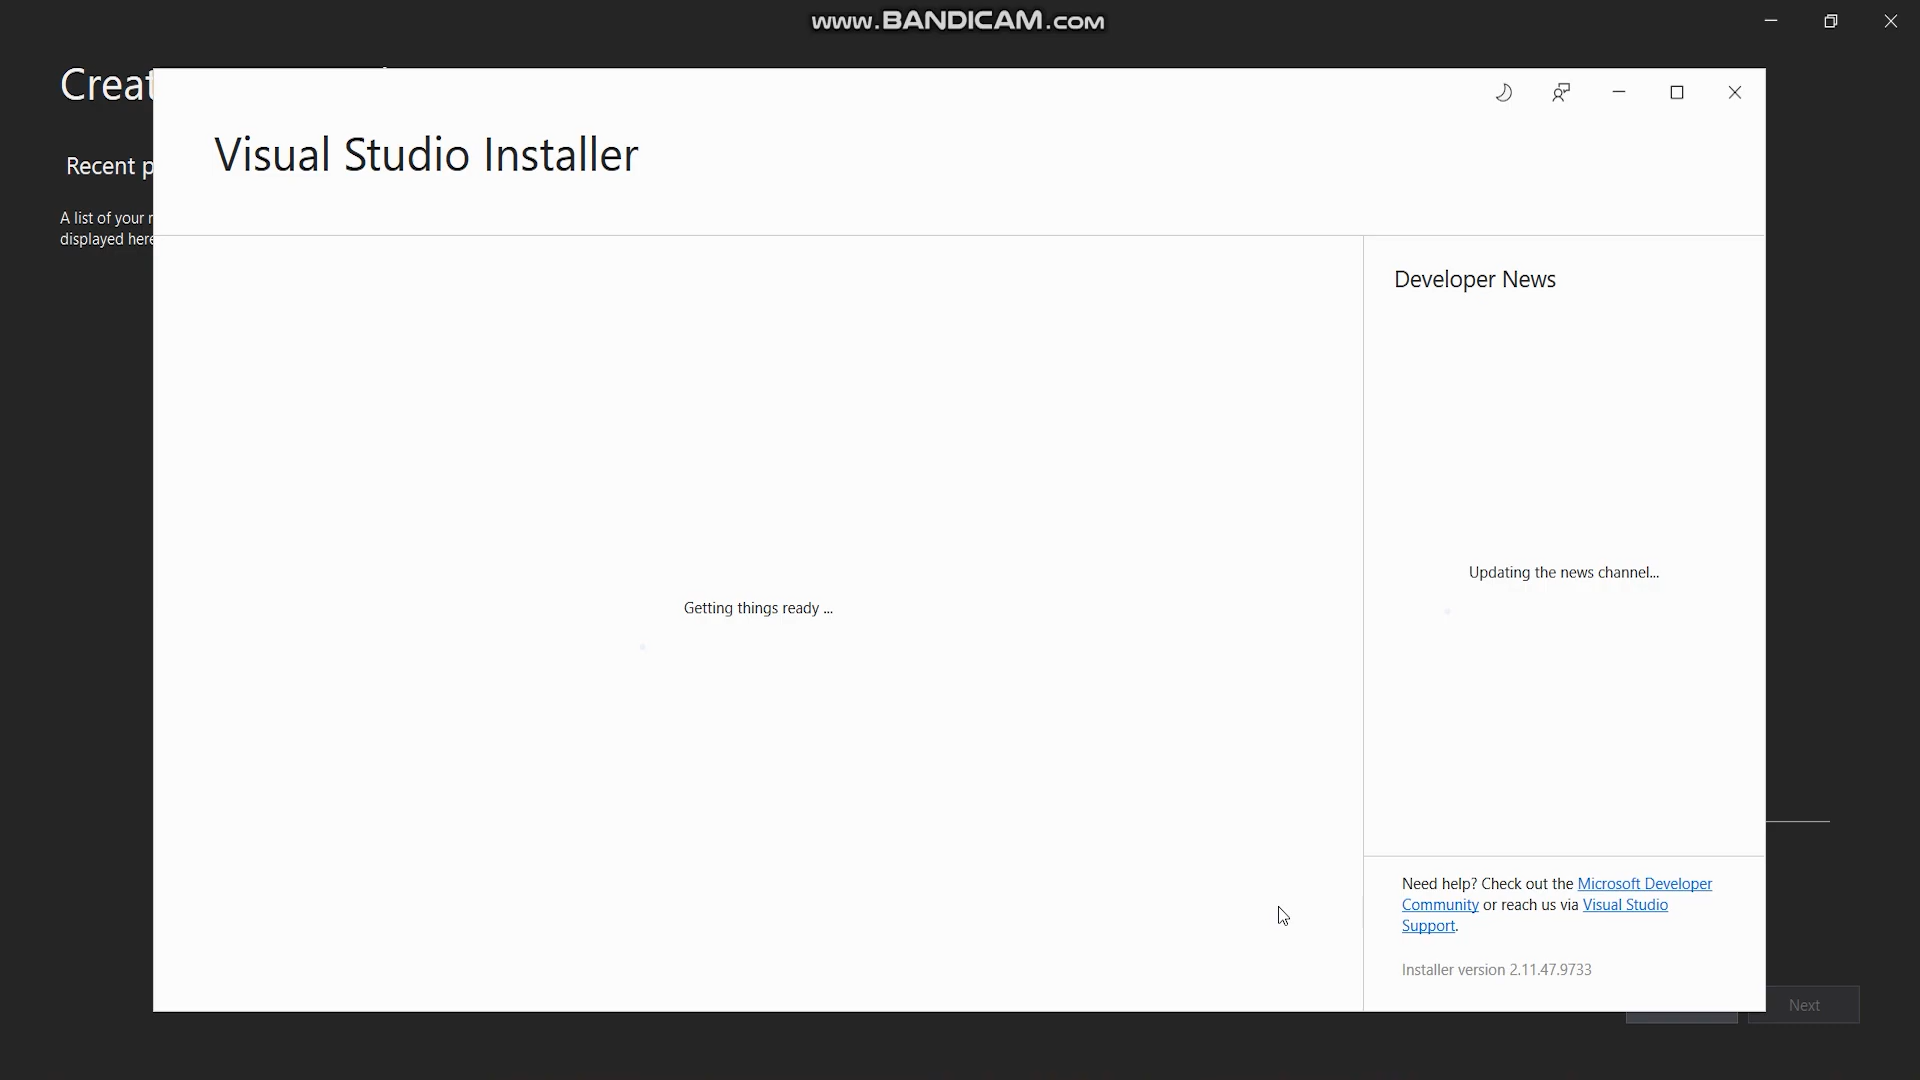 www.BANDICAM.com
Creat
Recent p
A list of your r
displayed here
Visual Studio Installer
Getting things ready ...
Developer News
Updating the news channel...
Need help? Check out the Microsoft Developer
Community or reach us via Visual Studio
Support.
Installer version 2.11.47.9733
Next